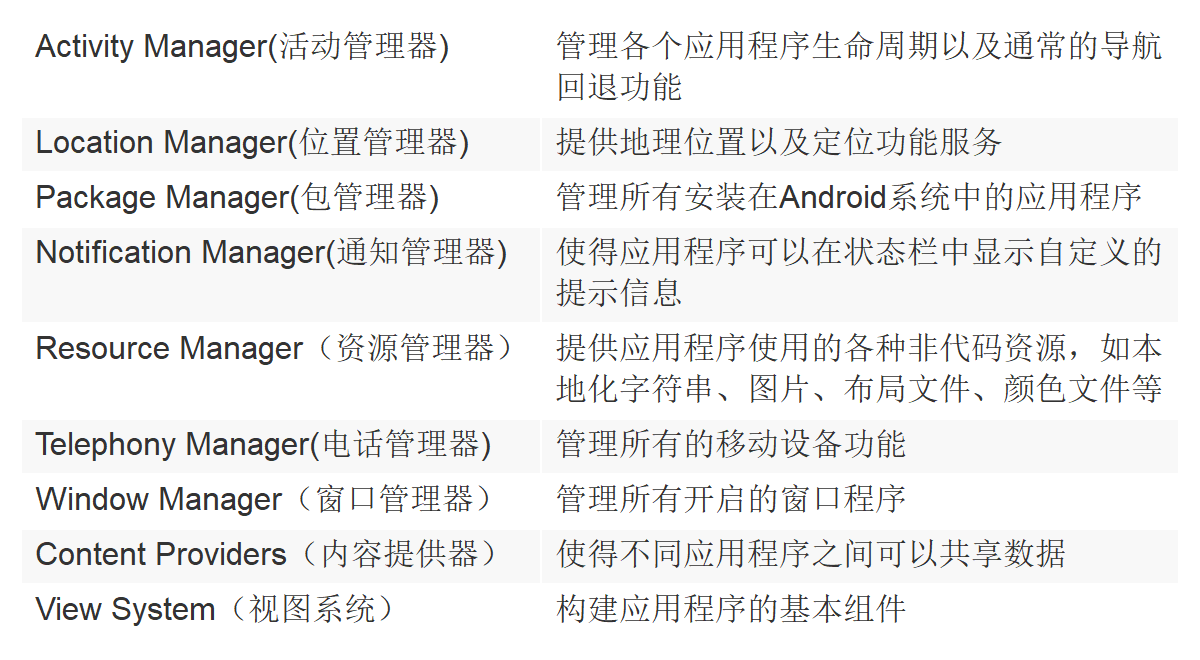 Activity Manager(活动管理器) 管理各个应用程序生命周期以及通常的导航
回退功能
Location Manager(位置管理器) 提供地理位置以及定位功能服务
Package Manager(包管理器) 管理所有安装在Android系统中的应用程序
Notification Manager(通知管理器) 使得应用程序可以在状态栏中显示自定义的
提示信息
Resource Manager（资源管理器） 提供应用程序使用的各种非代码资源，如本
地化字符串、图片、布局文件、颜色文件等
Telephony Manager(电话管理器) 管理所有的移动设备功能
Window Manager（窗口管理器） 管理所有开启的窗口程序
Content Providers（内容提供器） 使得不同应用程序之间可以共享数据
View System（视图系统） 构建应用程序的基本组件